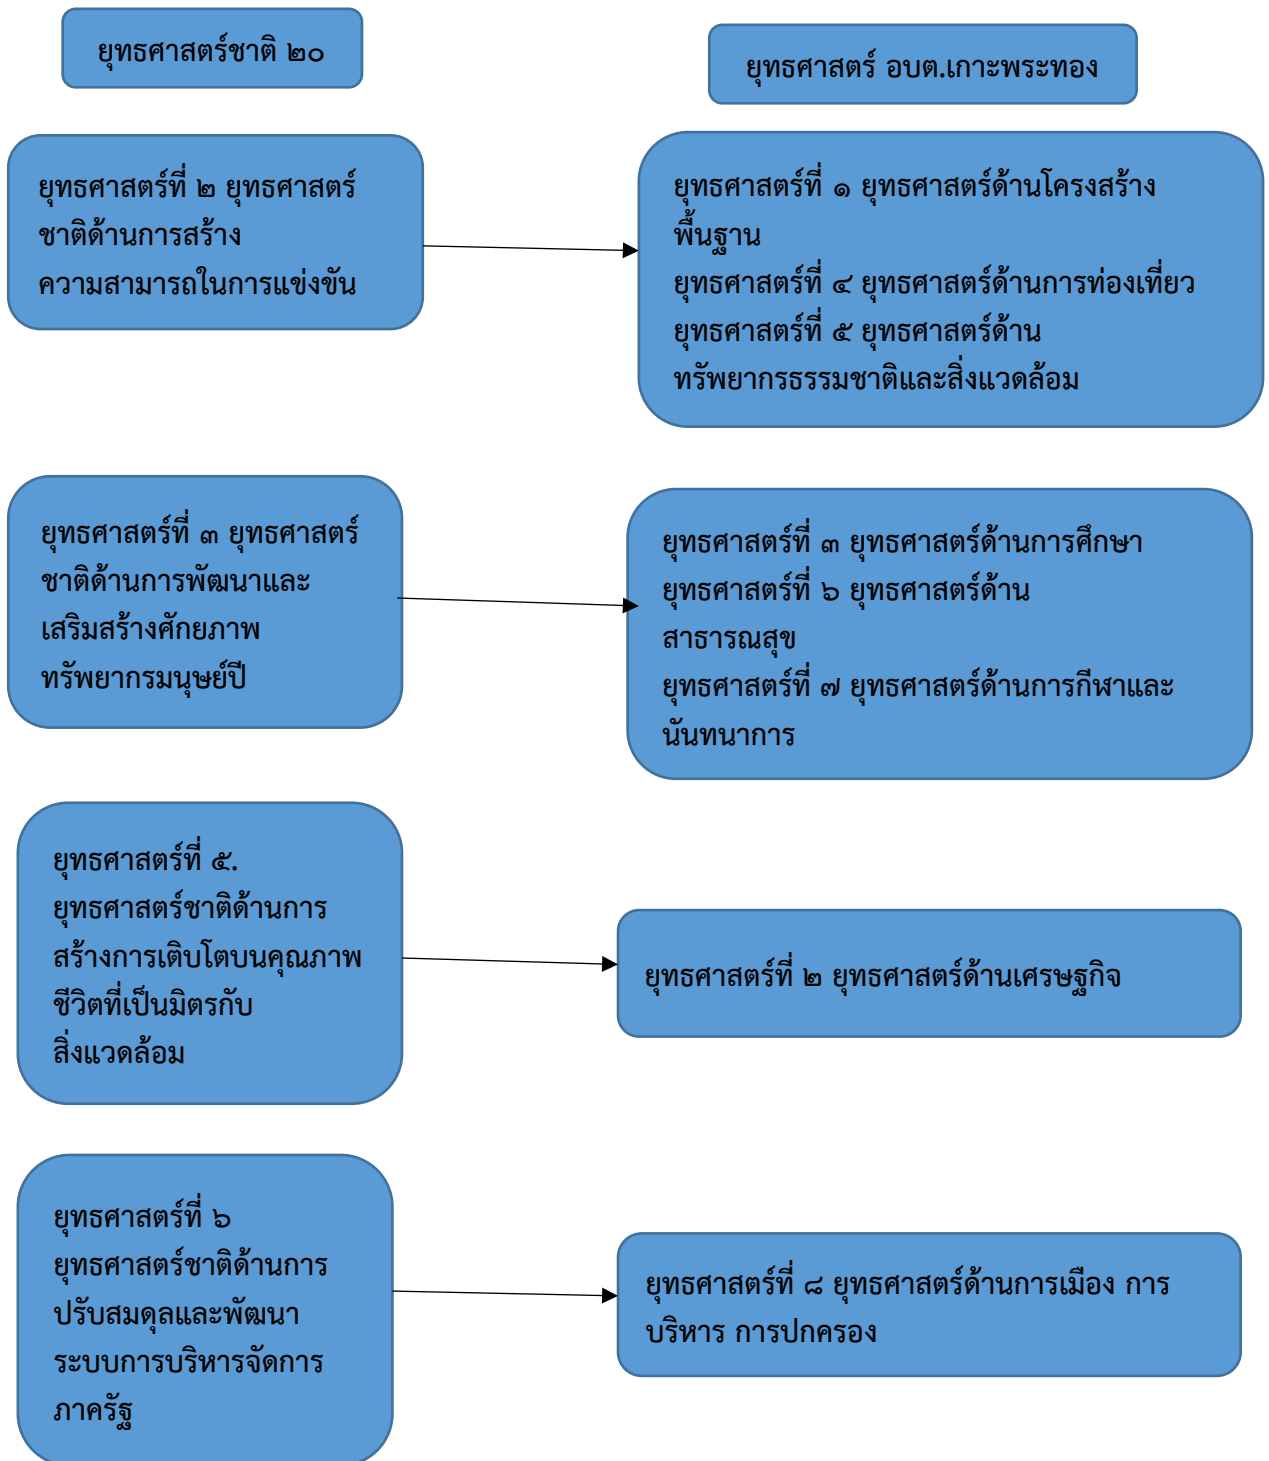 ยุทธศาสตร์ชาติ ๒๐
ยุทธศาสตร์ อบต.เกาะพระทอง
ยุทธศาสตร์ที่ ๒ ยุทธศาสตร์
ชาติด้านการสร้าง
ความสามารถในการแข่งขัน
ยุทธศาสตร์ที่ ๑ ยุทธศาสตร์ด้านโครงสร้าง
พื้นฐาน
ยุทธศาสตร์ที่ ๔ ยุทธศาสตร์ด้านการท่องเที่ยว
ยุทธศาสตร์ที่ ๕ ยุทธศาสตร์ด้าน
ทรัพยากรธรรมชาติและสิ่งแวดล้อม
ยุทธศาสตร์ที่ ๓ ยุทธศาสตร์
ชาติด้านการพัฒนาและ
เสริมสร้างศักยภาพ
ทรัพยากรมนุษย์ปี
ยุทธศาสตร์ที่ ๓ ยุทธศาสตร์ด้านการศึกษา
ยุทธศาสตร์ที่ ๖ ยุทธศาสตร์ด้าน
สาธารณสุข
ยุทธศาสตร์ที่ ๗ ยุทธศาสตร์ด้านการกีฬาและ
นันทนาการ
ยุทธศาสตร์ที่ ๕.
ยุทธศาสตร์ชาติด้านการ
สร้างการเติบโตบนคุณภาพ
ชีวิตที่เป็นมิตรกับ
สิ่งแวดล้อม
ยุทธศาสตร์ที่ ๒ ยุทธศาสตร์ด้านเศรษฐกิจ
ยุทธศาสตร์ที่ ๖
ยุทธศาสตร์ชาติด้านการ
ปรับสมดุลและพัฒนา
ระบบการบริหารจัดการ
ภาครัฐ
ยุทธศาสตร์ที่ ๘ ยุทธศาสตร์ด้านการเมือง การ
บริหาร การปกครอง